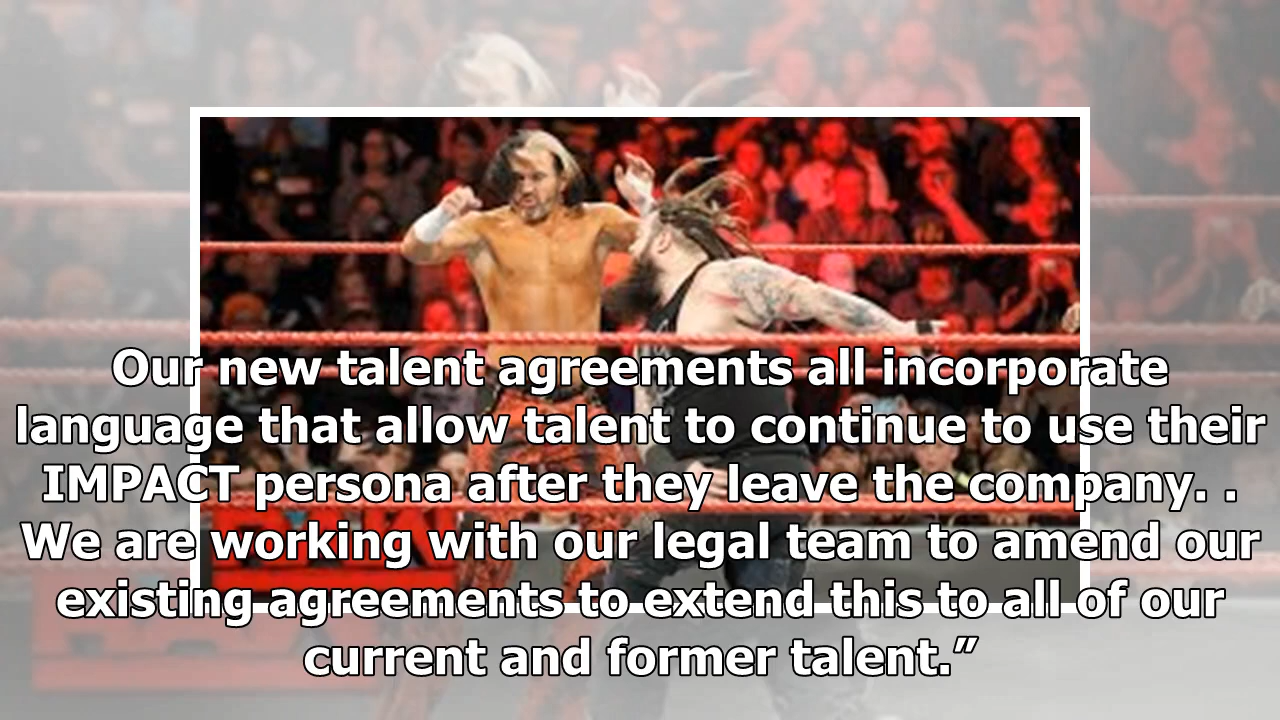 Our new talent agreements all incorporate
language that allow talent to continue to use their
IMPACT persona after they leave the company. .
We are working with our legal team to amend our
existing agreements to extend this to all of our
current and former talent.”